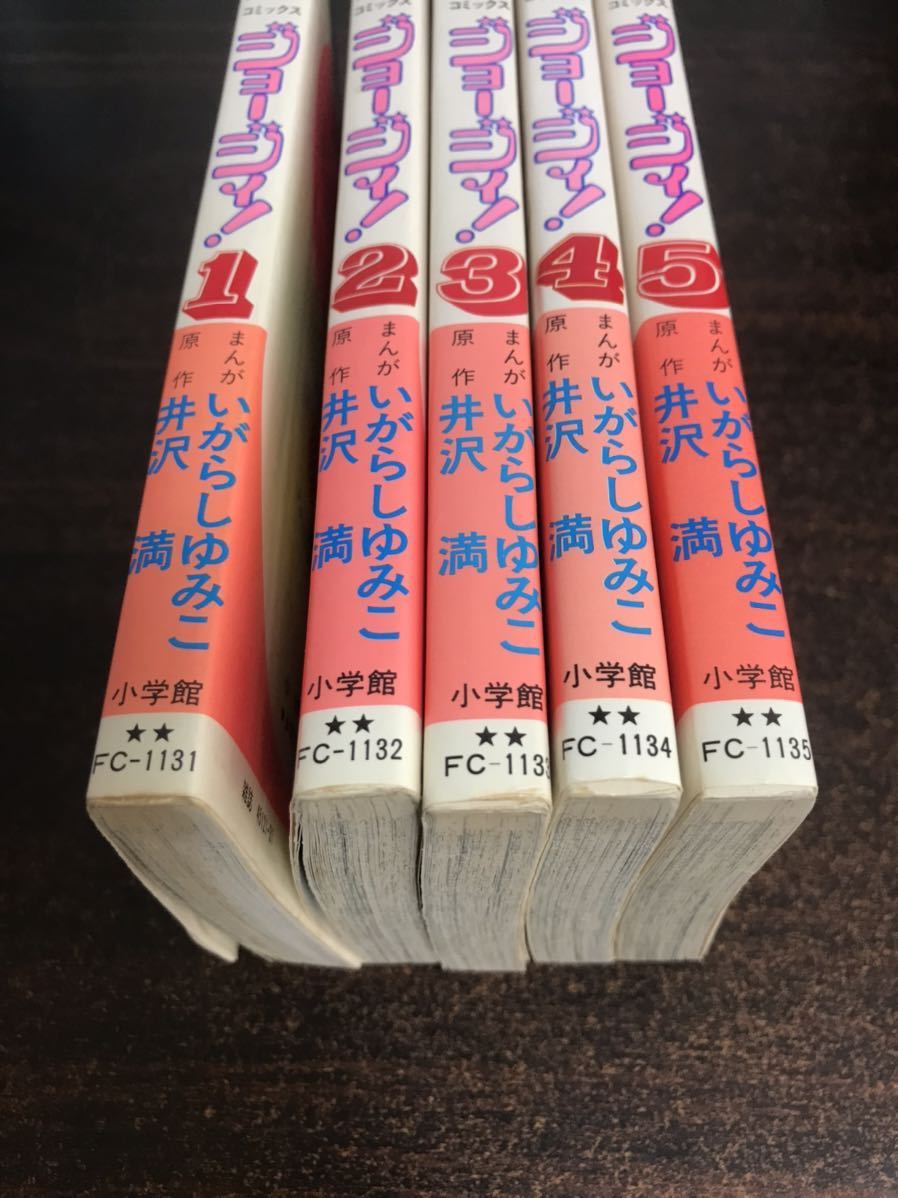 コミックス
ジョージィ!
1
まんが いがらしゆみこ
原作 井沢 満
小学館
★★
FC-1131
コミックス
ジョージィ!
2
まんが いがらしゆみこ
原作 井沢 満
小学館
★★
FC-1132
コミックス
ジョージィ!
3
まんが いがらしゆみこ
原作 井沢 満
小学館
★★
FC-1133
コミックス
ジョージィ!
4
まんが いがらしゆみこ
原作 井沢 満
小学館
★★
FC-1134
コミックス
ジョージィ!
5
まんが いがらしゆみこ
原作 井沢 満
小学館
★★
FC-1135